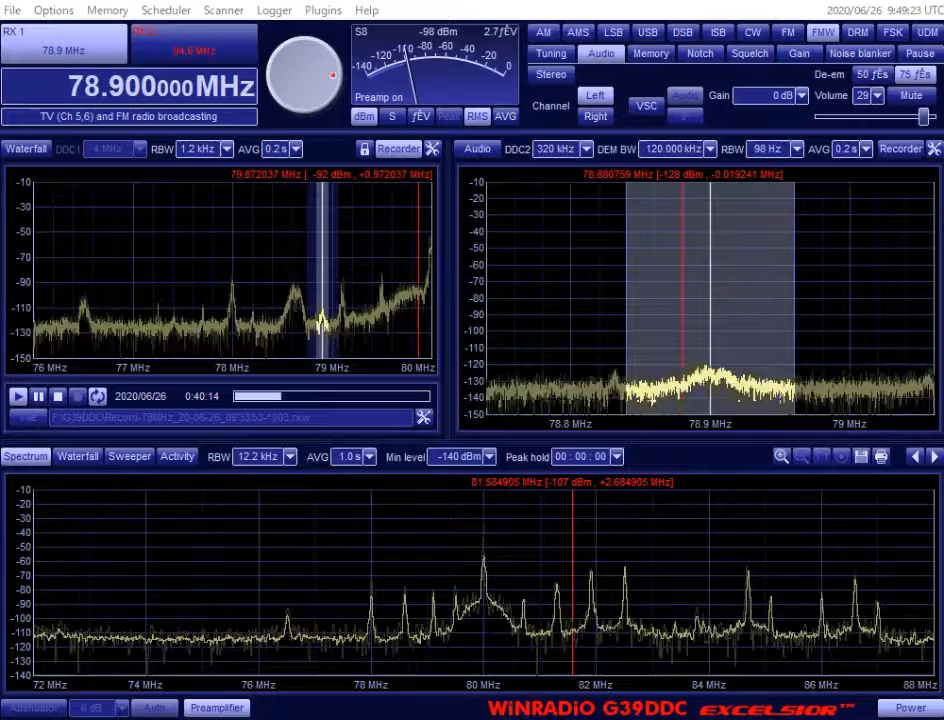 File Options Memory Scheduler Scanner Logger Plugins Help 2020/06/26 9:49:23 UTC
RX 1
78.9 MHz
RX 2
94.6 MHz
78.900000MHz
TV (Ch 5,6) and FM radio broadcasting
S8 -98 dBm 2.7ƒÊV
-140 -120 -110 -80 -60 -40 -20 0
Preamp on
dBm S ƒÊV Peak RMS AVG
AM AMS LSB USB DSB ISB CW FM FMW DRM FSK UDM
Tuning Audio Memory Notch Squelch Gain Noise blanker Pause
Stereo De-em 50 ƒÊs 75 ƒÊs
Channel Left Right VSC Audio Gain 0 dB Volume 29 Mute
Waterfall DDC1 4 MHz RBW 1.2 kHz AVG 0.2 s Recorder
79.872037 MHz [ -92 dBm , +0.972037 MHz]
-10
-30
-50
-70
-90
-110
-130
-150
76 MHz 77 MHz 78 MHz 79 MHz 80 MHz
2020/06/26 0:40:14
Audio DDC2 320 kHz DEM BW 120.000 kHz RBW 98 Hz AVG 0.2 s Recorder
78.880759 MHz [-128 dBm , -0.019241 MHz]
-10
-20
-30
-40
-50
-60
-70
-80
-90
-100
-110
-120
-130
-140
-150
78.8 MHz 78.9 MHz 79 MHz
Spectrum Waterfall Sweeper Activity RBW 12.2 kHz AVG 1.0 s Min level -140 dBm Peak hold 00 : 00 : 00
81.584905 MHz [-107 dBm , +2.684905 MHz]
-10
-20
-30
-40
-50
-60
-70
-80
-90
-100
-110
-120
-130
-140
72 MHz 74 MHz 76 MHz 78 MHz 80 MHz 82 MHz 84 MHz 86 MHz 88 MHz
Attenuator 6 dB Auto Preamplifier WiNRADiO G39DDC EXCELSIOR™ Power